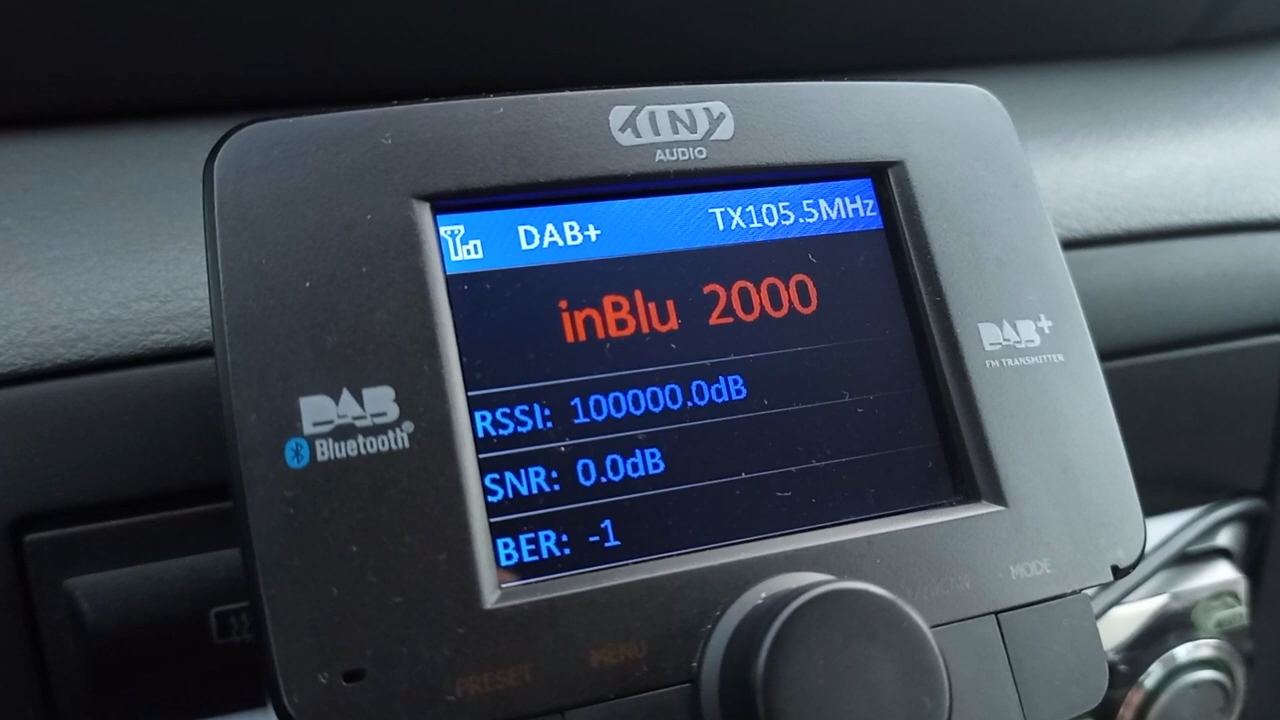 TINY
AUDIO
DAB+ TX105.5MHz
inBlu 2000
RSSI: 100000.0dB
SNR: 0.0dB
BER: -1
DAB
Bluetooth®
DAB+
FM TRANSMITTER
MODE
MENU
PRESET